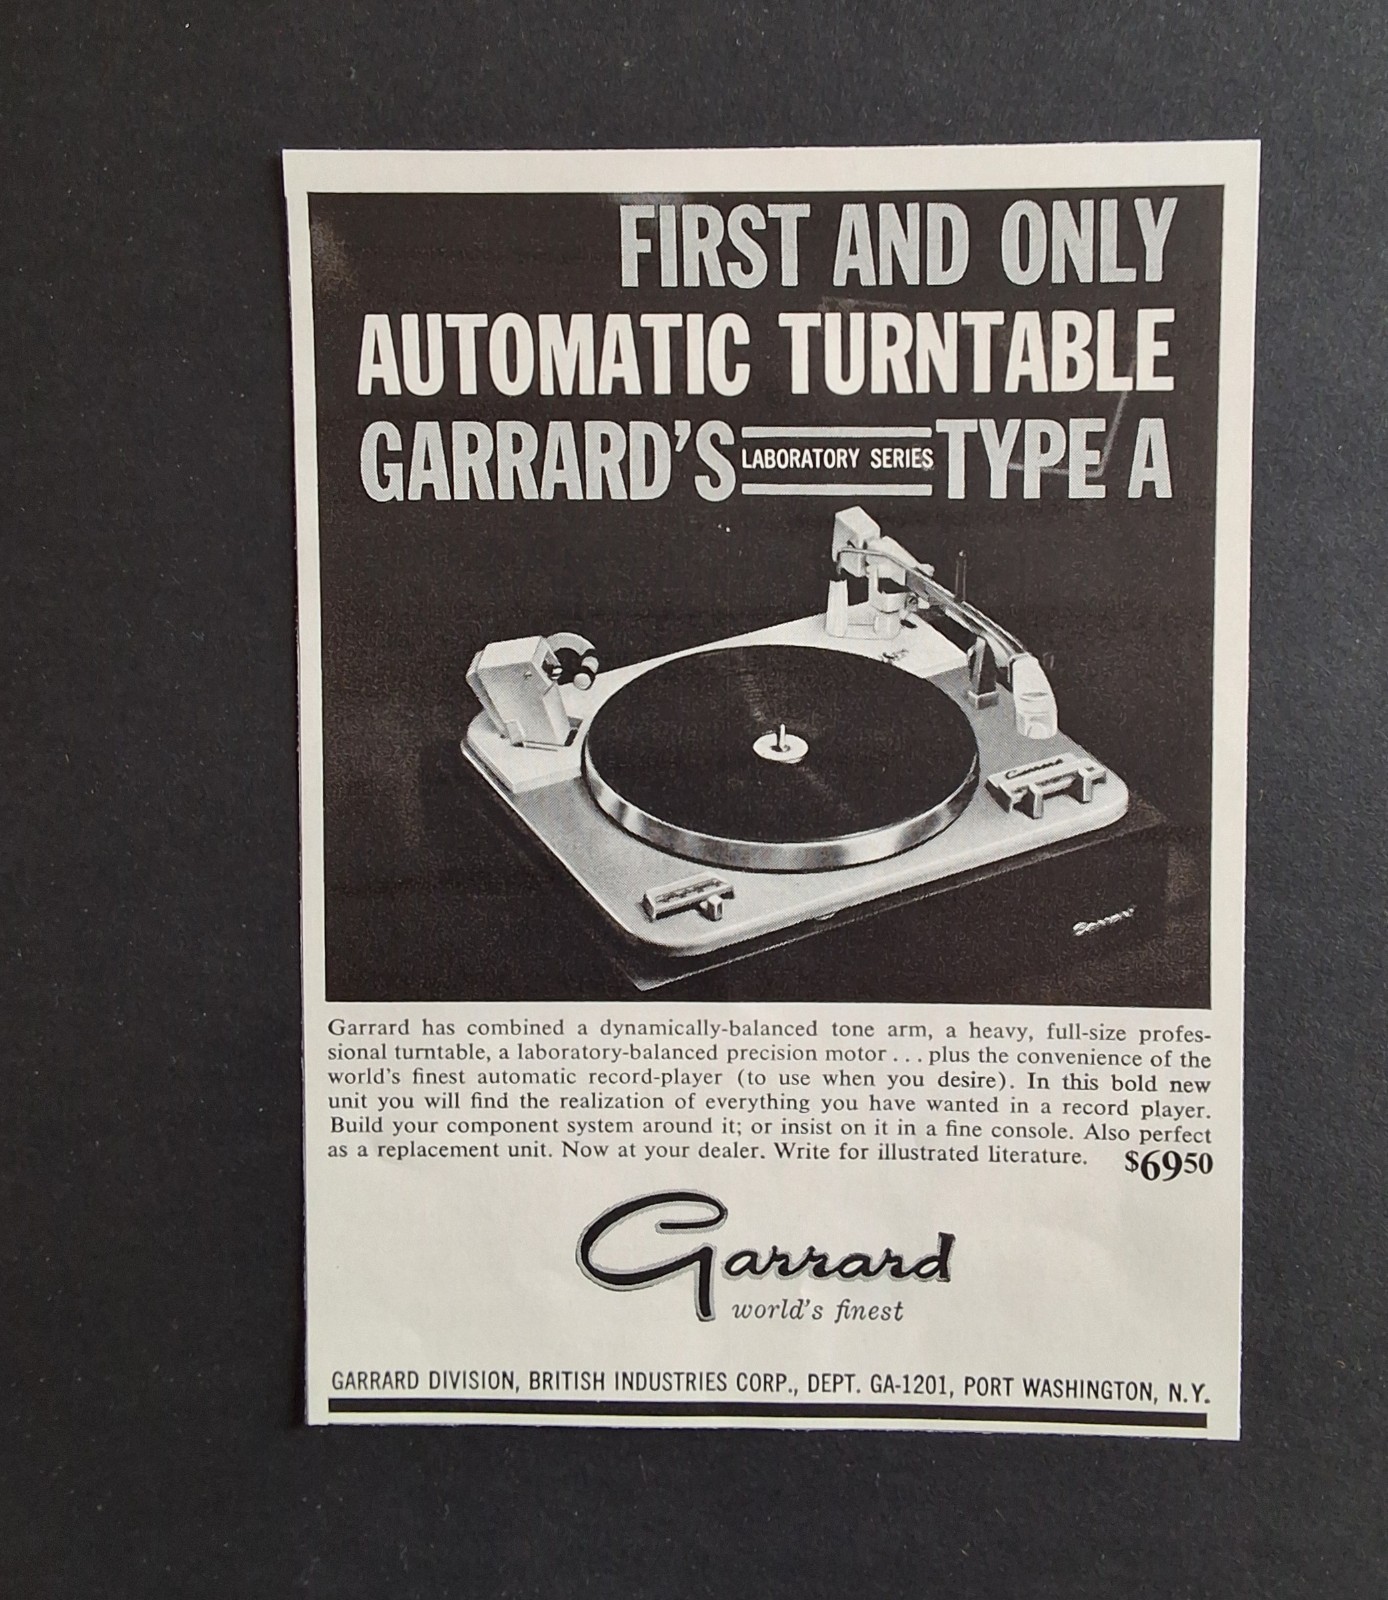 FIRST AND ONLY
AUTOMATIC TURNTABLE
GARRARD'S LABORATORY SERIES TYPE A
Garrard
Garrard has combined a dynamically-balanced tone arm, a heavy, full-size profes-
sional turntable, a laboratory-balanced precision motor ... plus the convenience of the
world's finest automatic record-player (to use when you desire). In this bold new
unit you will find the realization of everything you have wanted in a record player.
Build your component system around it; or insist on it in a fine console. Also perfect
as a replacement unit. Now at your dealer. Write for illustrated literature. $6950
Garrard
world's finest
GARRARD DIVISION, BRITISH INDUSTRIES CORP., DEPT. GA-1201, PORT WASHINGTON, N.Y.